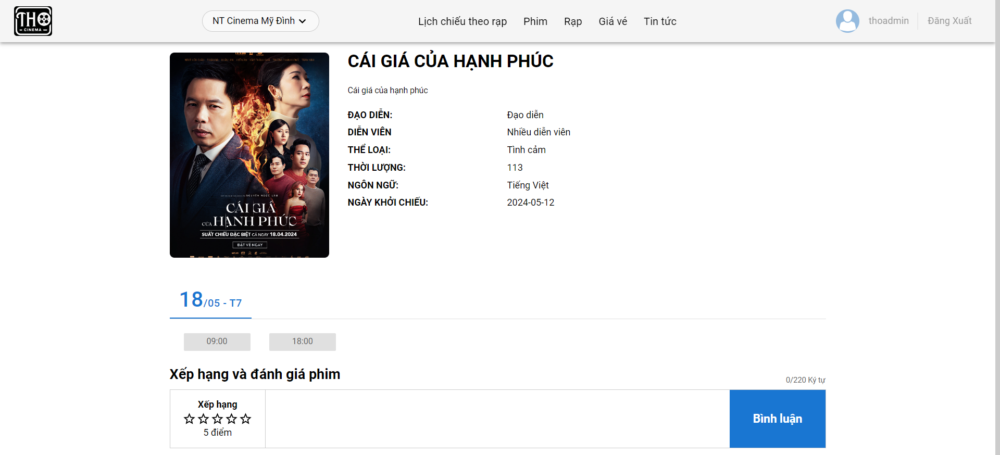 THO
CINEMA
NT Cinema Mỹ Đình
Lịch chiếu theo rạp
Phim
Rạp
Giá vé
Tin tức
thoadmin
Đăng Xuất
CÁI GIÁ CỦA HẠNH PHÚC
Cái giá của hạnh phúc
ĐẠO DIỄN: Đạo diễn
DIỄN VIÊN Nhiều diễn viên
THỂ LOẠI: Tình cảm
THỜI LƯỢNG: 113
NGÔN NGỮ: Tiếng Việt
NGÀY KHỞI CHIẾU: 2024-05-12
NGUYỄN NGỌC LÂM
CÁI GIÁ
CỦA HẠNH PHÚC
SUẤT CHIẾU ĐẶC BIỆT CẢ NGÀY 18.04.2024
ĐẶT VÉ NGAY
18/05 - T7
09:00
18:00
Xếp hạng và đánh giá phim
0/220 Ký tự
Xếp hạng
5 điểm
Bình luận